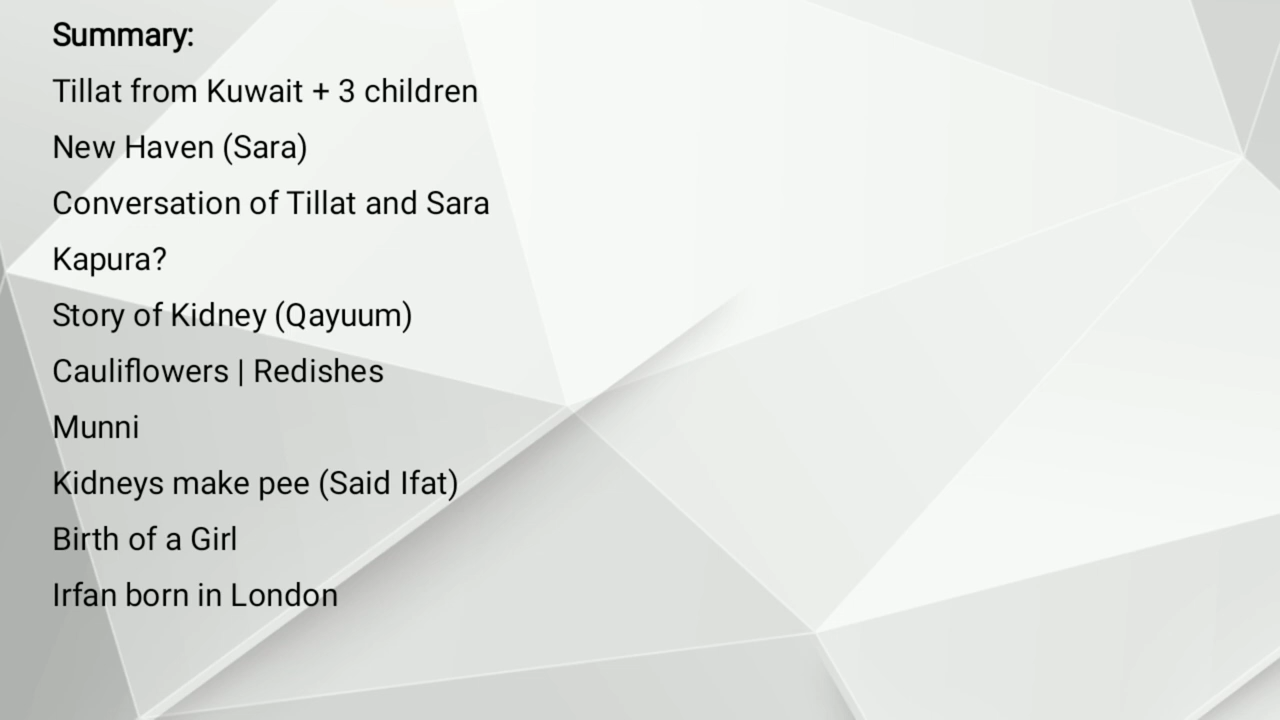 Summary:
Tillat from Kuwait + 3 children
New Haven (Sara)
Conversation of Tillat and Sara
Kapura?
Story of Kidney (Qayuum)
Cauliflowers | Redishes
Munni
Kidneys make pee (Said Ifat)
Birth of a Girl
Irfan born in London